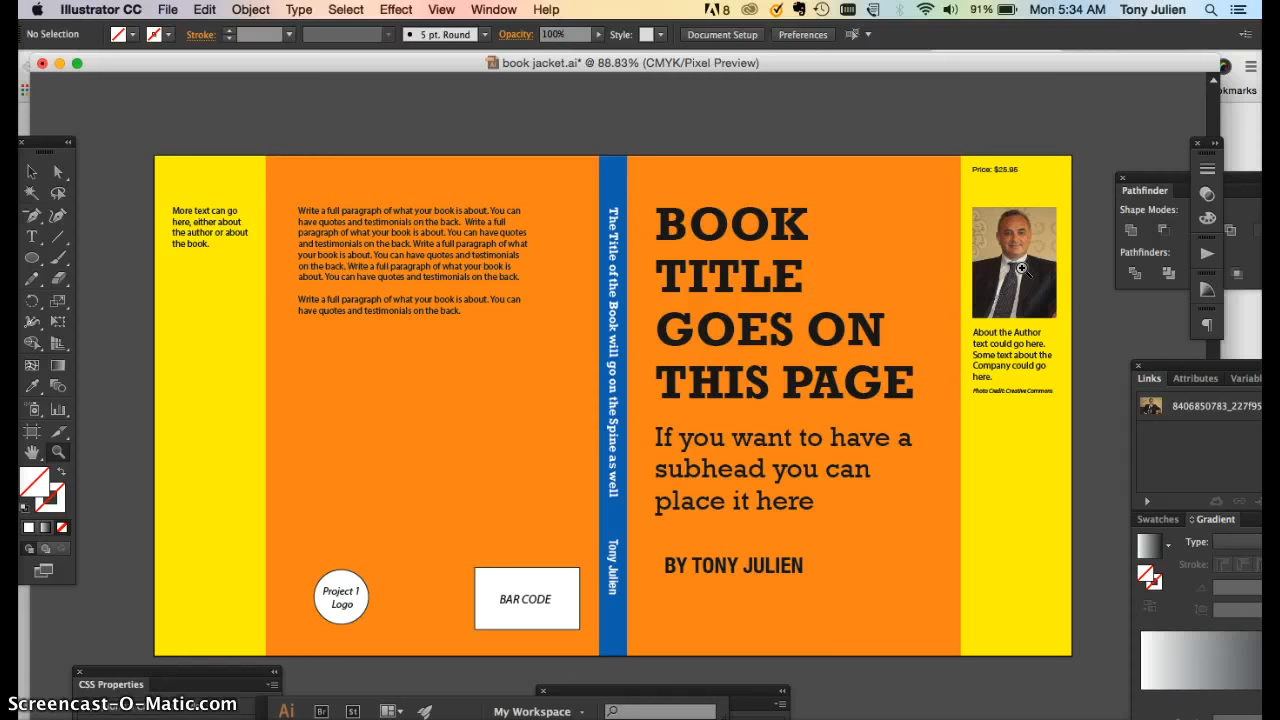 Illustrator CC File Edit Object Type Select Effect View Window Help 8 91% Mon 5:34 AM Tony Julien
No Selection Stroke: 5 pt. Round Opacity: 100% Style: Document Setup Preferences
book jacket.ai* @ 88.83% (CMYK/Pixel Preview)
okmarks
More text can go
here, either about
the author or about
the book.
Write a full paragraph of what your book is about. You can
have quotes and testimonials on the back. Write a full
paragraph of what your book is about. You can have quotes
and testimonials on the back. Write a full paragraph of what
your book is about. You can have quotes and testimonials
on the back. Write a full paragraph of what your book is
about. You can have quotes and testimonials on the back.
Write a full paragraph of what your book is about. You can
have quotes and testimonials on the back.
Project 1
Logo
BAR CODE
The Title of the Book will go on the Spine as well Tony Julien
BOOK
TITLE
GOES ON
THIS PAGE
If you want to have a
subhead you can
place it here
BY TONY JULIEN
Price: $25.95
About the Author
text could go here.
Some text about the
Company could go
here.
Photo Credit: Creative Commons
Pathfinder
Shape Modes:
Pathfinders:
Links Attributes Variabl
8406850783_227f95
Swatches Gradient
Type:
Stroke:
CSS Properties
Ai Br St My Workspace
Screencast-O-Matic.com